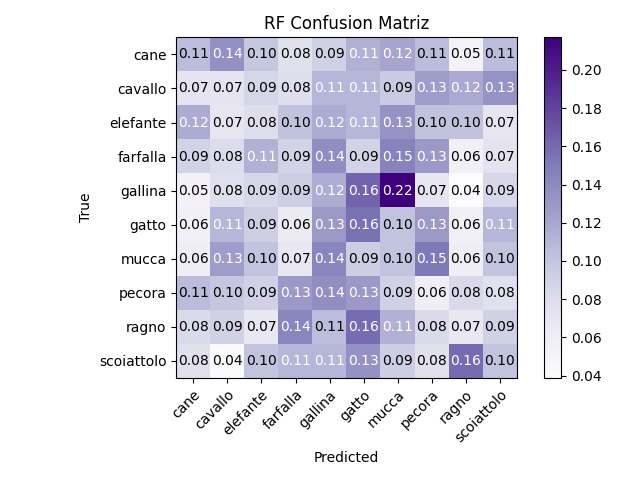 RF Confusion Matriz
cane 0.11 0.14 0.10 0.08 0.09 0.11 0.12 0.11 0.05 0.11
cavallo 0.07 0.07 0.09 0.08 0.11 0.11 0.09 0.13 0.12 0.13
elefante 0.12 0.07 0.08 0.10 0.12 0.11 0.13 0.10 0.10 0.07
farfalla 0.09 0.08 0.11 0.09 0.14 0.09 0.15 0.13 0.06 0.07
gallina 0.05 0.08 0.09 0.09 0.12 0.16 0.22 0.07 0.04 0.09
gatto 0.06 0.11 0.09 0.06 0.13 0.16 0.10 0.13 0.06 0.11
mucca 0.06 0.13 0.10 0.07 0.14 0.09 0.10 0.15 0.06 0.10
pecora 0.11 0.10 0.09 0.13 0.14 0.13 0.09 0.06 0.08 0.08
ragno 0.08 0.09 0.07 0.14 0.11 0.16 0.11 0.08 0.07 0.09
scoiattolo 0.08 0.04 0.10 0.11 0.11 0.13 0.09 0.08 0.16 0.10
cane cavallo elefante farfalla gallina gatto mucca pecora ragno scoiattolo
Predicted
True
0.20
0.18
0.16
0.14
0.12
0.10
0.08
0.06
0.04